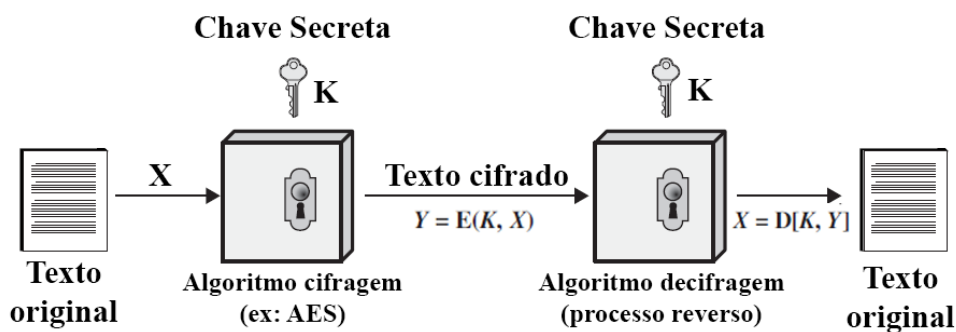 Chave Secreta
Chave Secreta
K
K
X
Texto cifrado
Y = E(K, X)
X = D[K, Y]
Texto
original
Algoritmo cifragem
(ex: AES)
Algoritmo decifragem
(processo reverso)
Texto
original